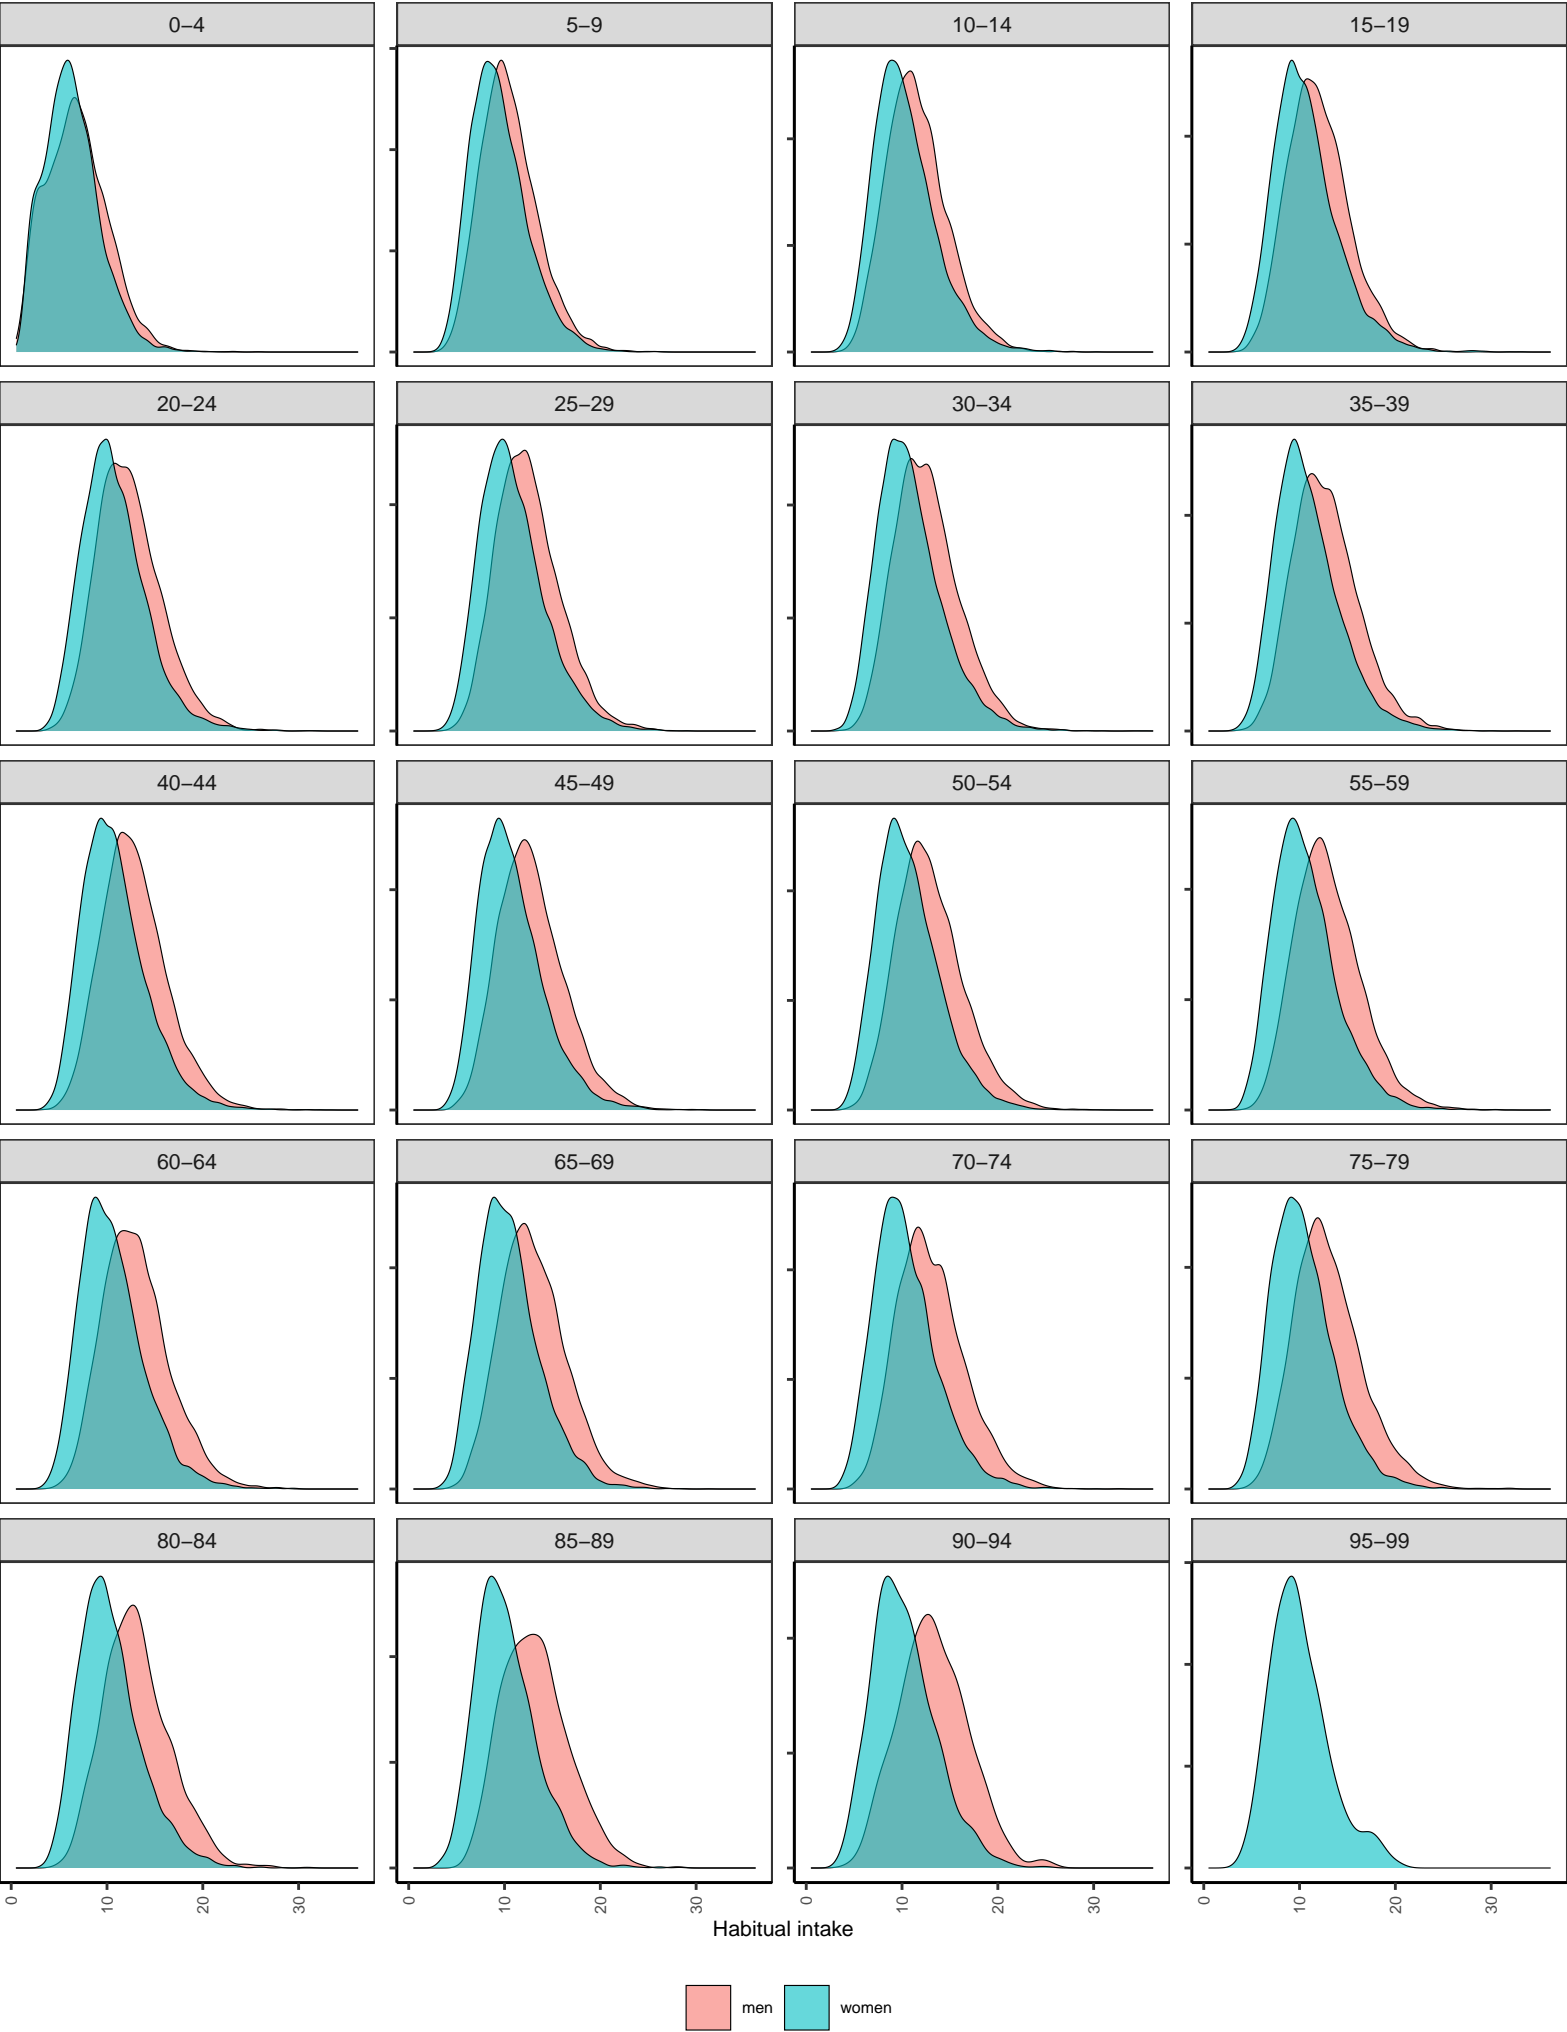 0–4 5–9 10–14 15–19
20–24 25–29 30–34 35–39
40–44 45–49 50–54 55–59
60–64 65–69 70–74 75–79
80–84 85–89 90–94 95–99
0 10 20 30 0 10 20 30 0 10 20 30 0 10 20 30
Habitual intake
men women